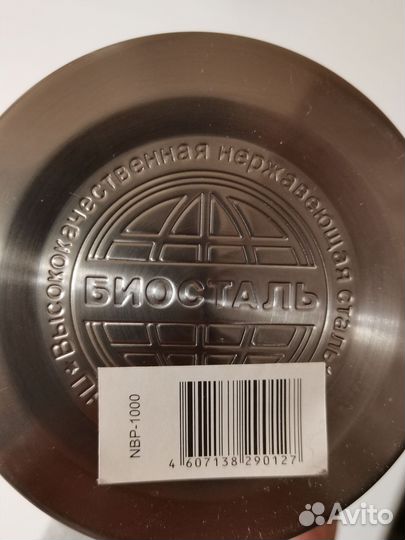 Высококачественная нержавеющая сталь
БИОСТАЛЬ
NBP-1000
4 607138 290127
Avito